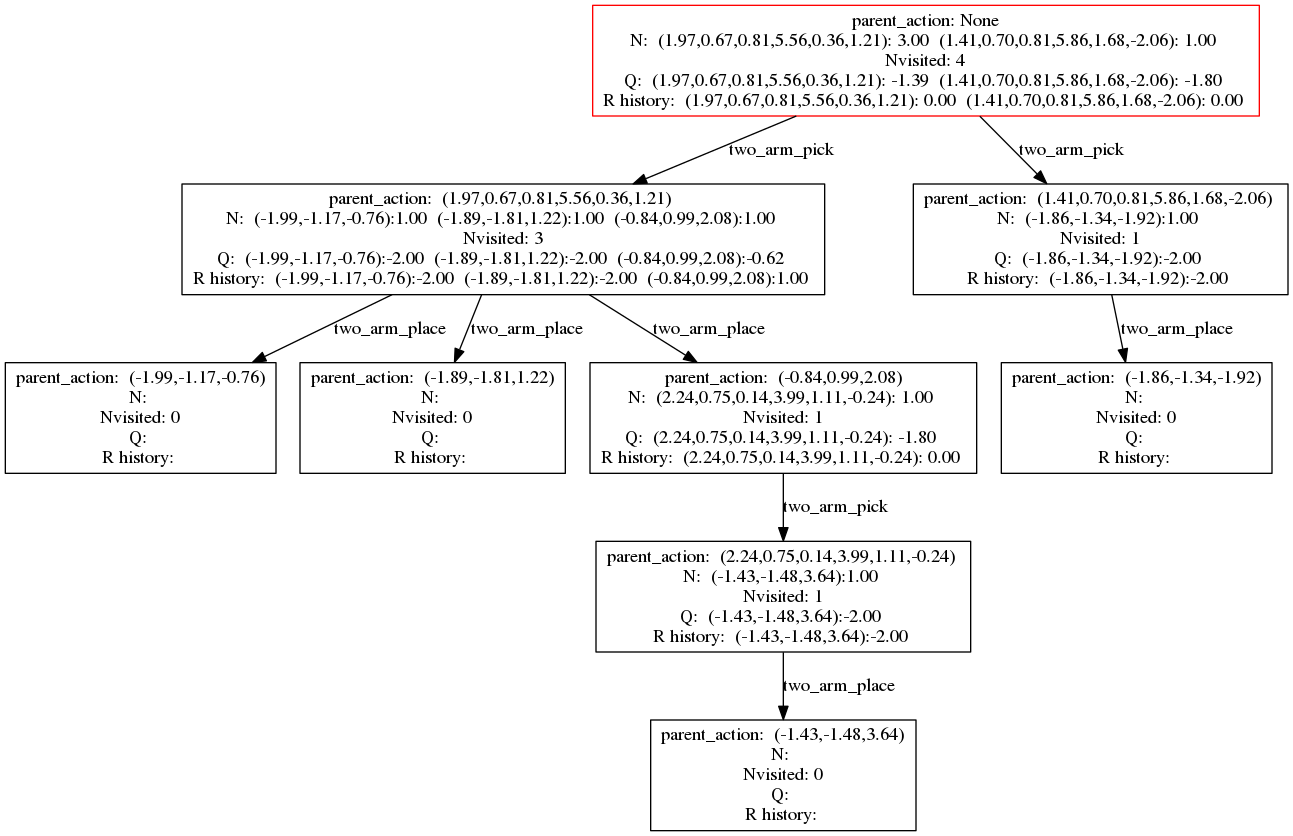 parent_action: None
N: (1.97,0.67,0.81,5.56,0.36,1.21): 3.00 (1.41,0.70,0.81,5.86,1.68,-2.06): 1.00
Nvisited: 4
Q: (1.97,0.67,0.81,5.56,0.36,1.21): -1.39 (1.41,0.70,0.81,5.86,1.68,-2.06): -1.80
R history: (1.97,0.67,0.81,5.56,0.36,1.21): 0.00 (1.41,0.70,0.81,5.86,1.68,-2.06): 0.00
two_arm_pick
two_arm_pick
parent_action: (1.97,0.67,0.81,5.56,0.36,1.21)
N: (-1.99,-1.17,-0.76):1.00 (-1.89,-1.81,1.22):1.00 (-0.84,0.99,2.08):1.00
Nvisited: 3
Q: (-1.99,-1.17,-0.76):-2.00 (-1.89,-1.81,1.22):-2.00 (-0.84,0.99,2.08):-0.62
R history: (-1.99,-1.17,-0.76):-2.00 (-1.89,-1.81,1.22):-2.00 (-0.84,0.99,2.08):1.00
parent_action: (1.41,0.70,0.81,5.86,1.68,-2.06)
N: (-1.86,-1.34,-1.92):1.00
Nvisited: 1
Q: (-1.86,-1.34,-1.92):-2.00
R history: (-1.86,-1.34,-1.92):-2.00
two_arm_place
two_arm_place
two_arm_place
two_arm_place
parent_action: (-1.99,-1.17,-0.76)
N:
Nvisited: 0
Q:
R history:
parent_action: (-1.89,-1.81,1.22)
N:
Nvisited: 0
Q:
R history:
parent_action: (-0.84,0.99,2.08)
N: (2.24,0.75,0.14,3.99,1.11,-0.24): 1.00
Nvisited: 1
Q: (2.24,0.75,0.14,3.99,1.11,-0.24): -1.80
R history: (2.24,0.75,0.14,3.99,1.11,-0.24): 0.00
parent_action: (-1.86,-1.34,-1.92)
N:
Nvisited: 0
Q:
R history:
two_arm_pick
parent_action: (2.24,0.75,0.14,3.99,1.11,-0.24)
N: (-1.43,-1.48,3.64):1.00
Nvisited: 1
Q: (-1.43,-1.48,3.64):-2.00
R history: (-1.43,-1.48,3.64):-2.00
two_arm_place
parent_action: (-1.43,-1.48,3.64)
N:
Nvisited: 0
Q:
R history: